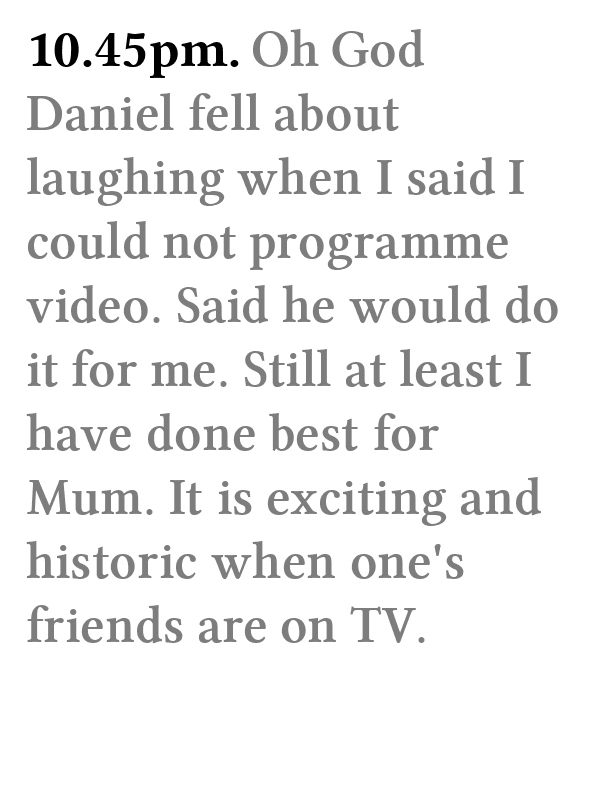 10.45pm. Oh God
Daniel fell about
laughing when I said I
could not programme
video. Said he would do
it for me. Still at least I
have done best for
Mum. It is exciting and
historic when one's
friends are on TV.